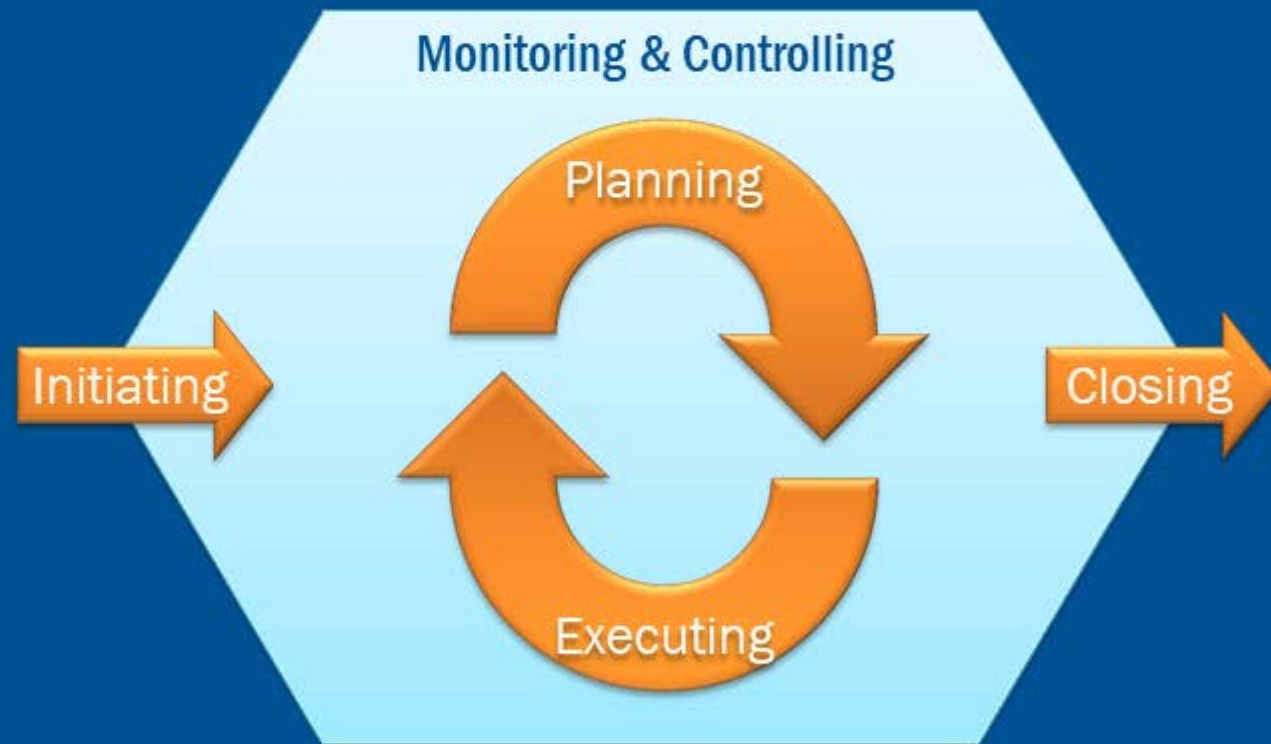 Monitoring & Controlling
Planning
Initiating
Closing
Executing